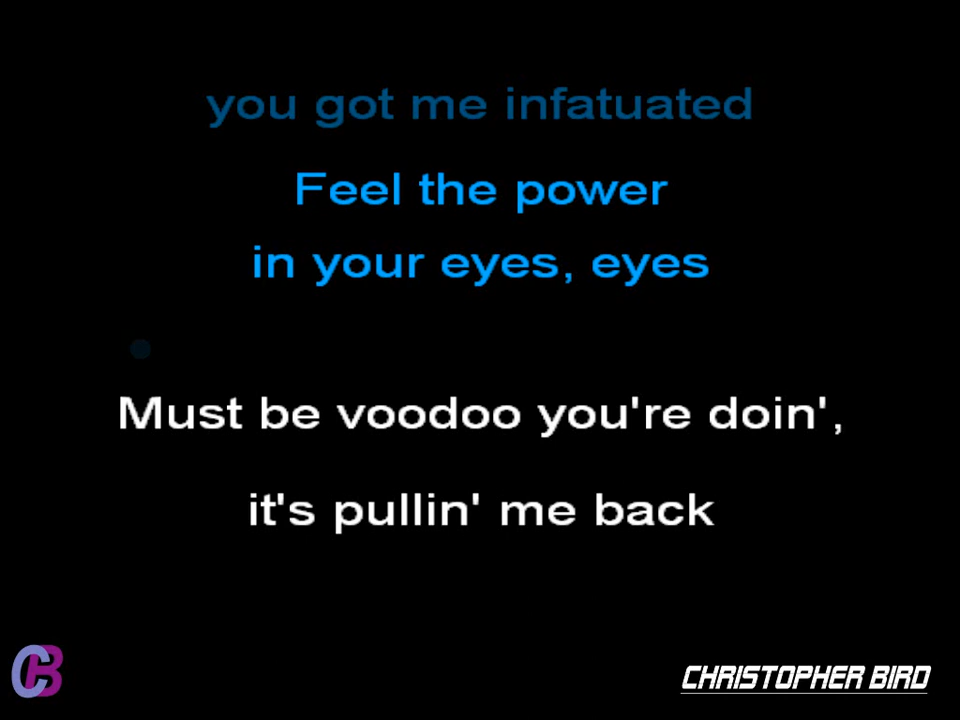 you got me infatuated
Feel the power
in your eyes, eyes
Must be voodoo you're doin',
it's pullin' me back
CB
CHRISTOPHER BIRD